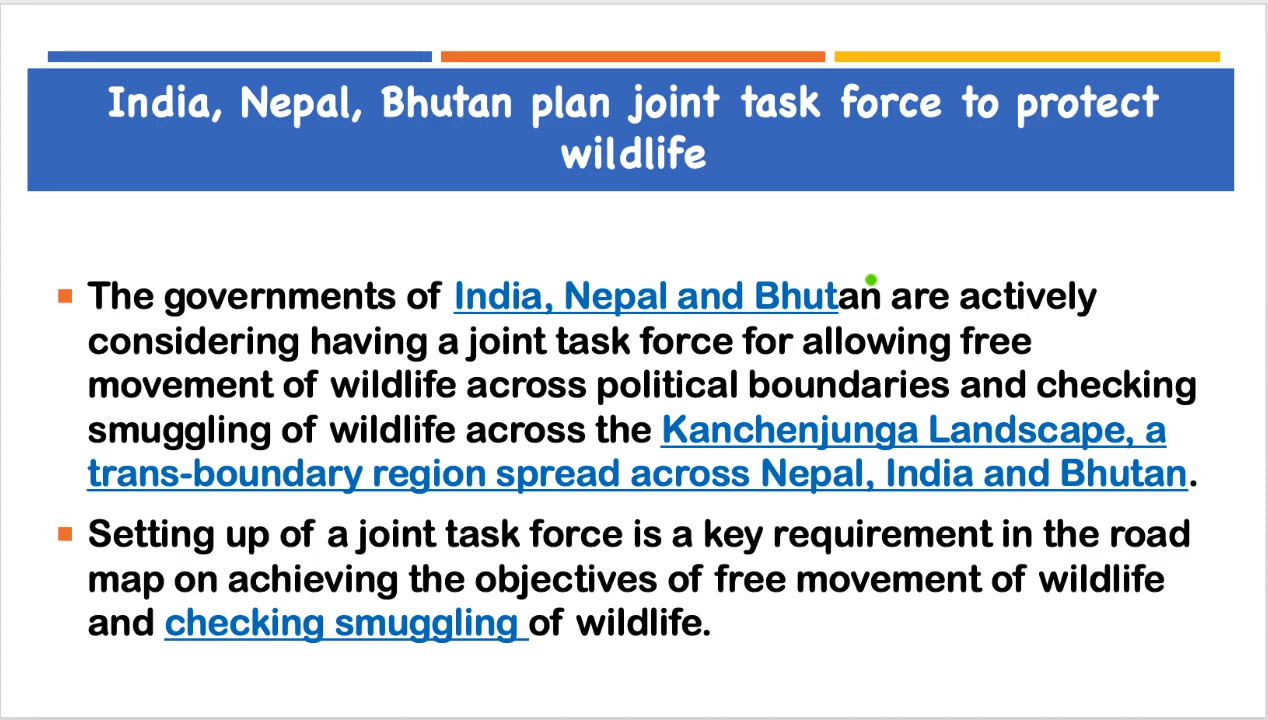 India, Nepal, Bhutan plan joint task force to protect
wildlife
The governments of India, Nepal and Bhutan are actively
considering having a joint task force for allowing free
movement of wildlife across political boundaries and checking
smuggling of wildlife across the Kanchenjunga Landscape, a
trans-boundary region spread across Nepal, India and Bhutan.
Setting up of a joint task force is a key requirement in the road
map on achieving the objectives of free movement of wildlife
and checking smuggling of wildlife.